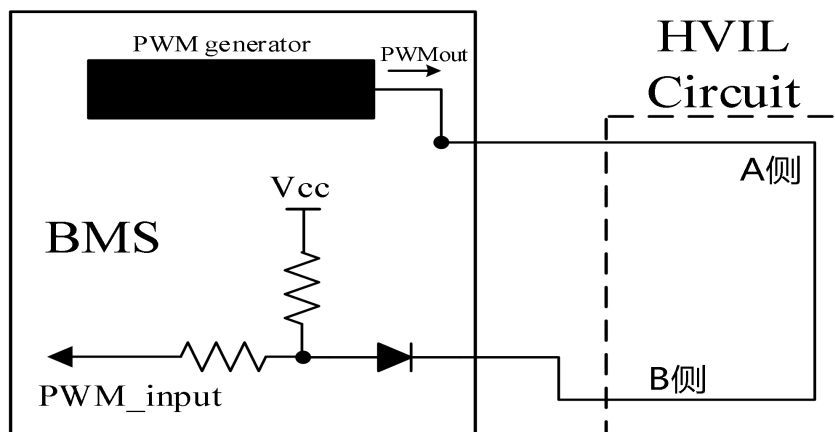 PWM generator
PWMout
HVIL
Circuit
A侧
Vcc
BMS
PWM_input
B侧